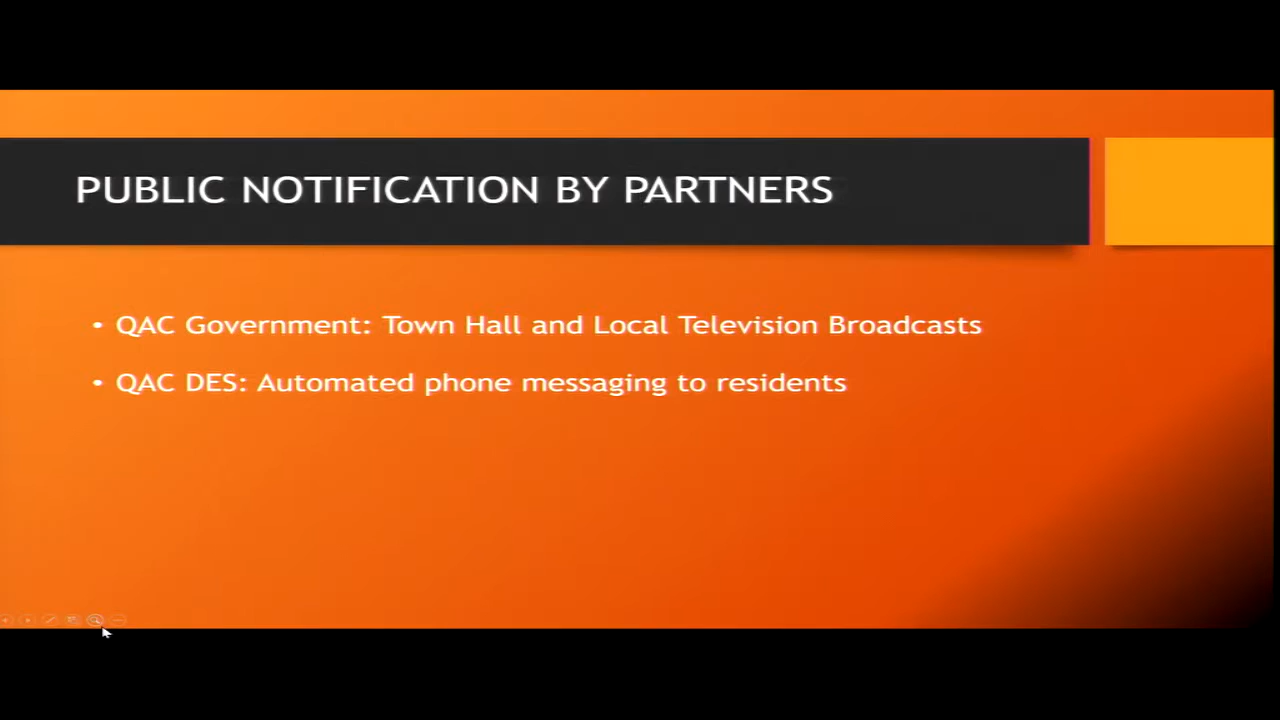 PUBLIC NOTIFICATION BY PARTNERS
• QAC Government: Town Hall and Local Television Broadcasts
• QAC DES: Automated phone messaging to residents